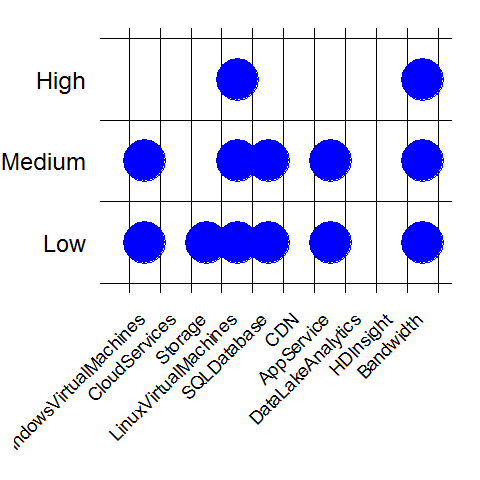 High
Medium
Low
ndowsVirtualMachines
CloudServices
Storage
LinuxVirtualMachines
SQLDatabase
CDN
AppService
DataLakeAnalytics
HDInsight
Bandwidth